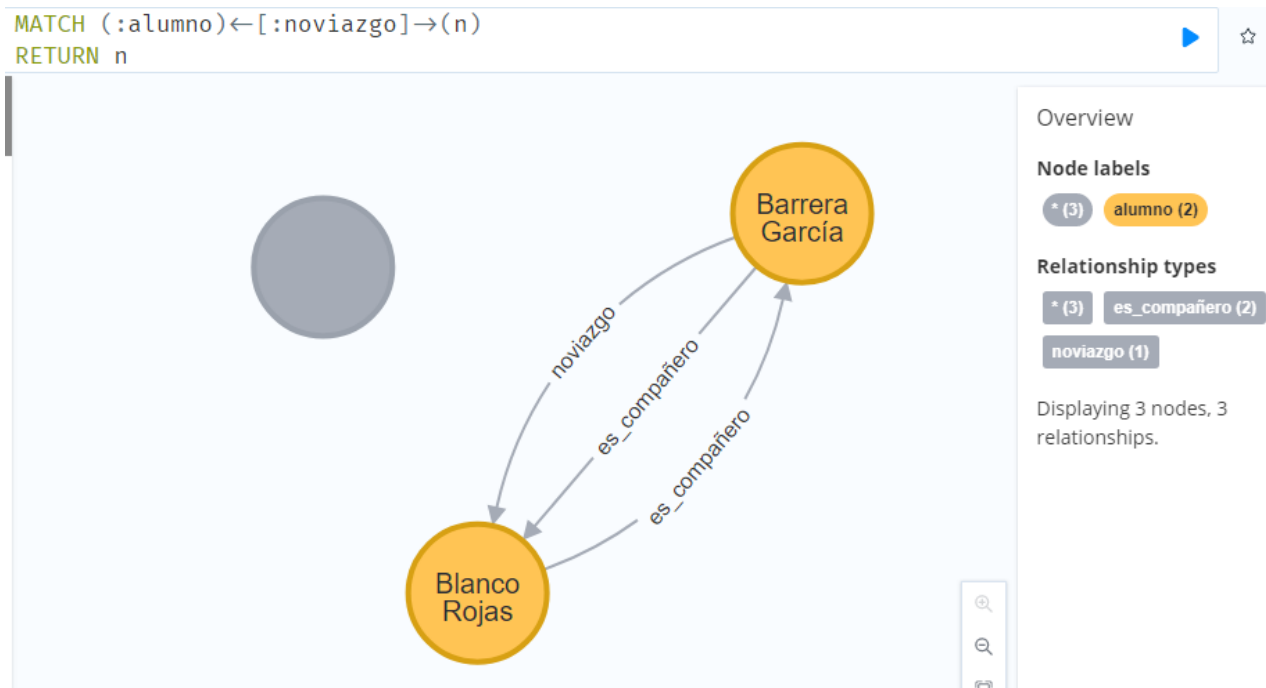 MATCH (:alumno)<-[:noviazgo]->(n)
RETURN n
Overview
Node labels
* (3) alumno (2)
Relationship types
* (3) es_compañero (2)
noviazgo (1)
Displaying 3 nodes, 3
relationships.
Barrera
García
noviazgo
es_compañero
es_compañero
Blanco
Rojas